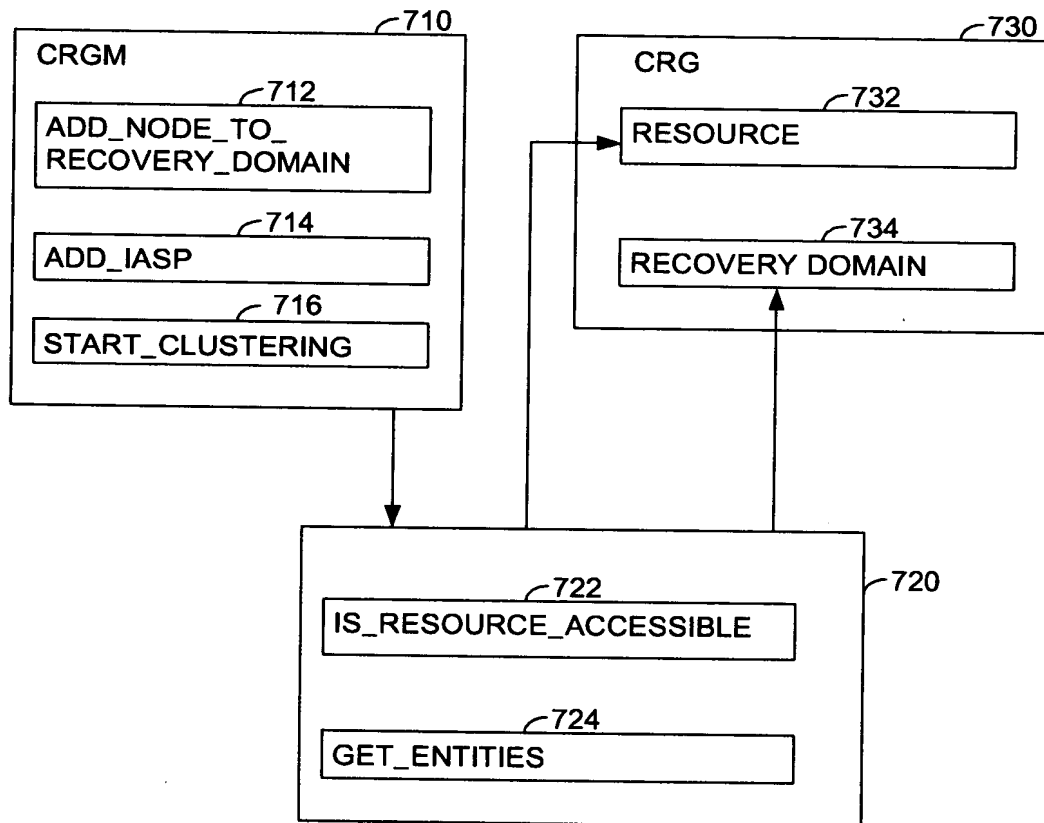 710
CRGM
712
ADD_NODE_TO_
RECOVERY_DOMAIN
714
ADD_IASP
716
START_CLUSTERING
730
CRG
732
RESOURCE
734
RECOVERY DOMAIN
720
722
IS_RESOURCE_ACCESSIBLE
724
GET_ENTITIES